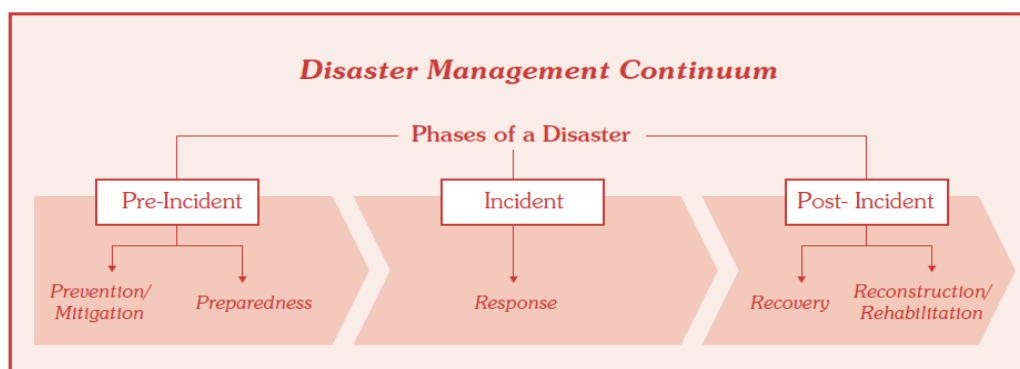 Disaster Management Continuum
Phases of a Disaster
Pre-Incident
Incident
Post- Incident
Prevention/
Mitigation
Preparedness
Response
Recovery
Reconstruction/
Rehabilitation